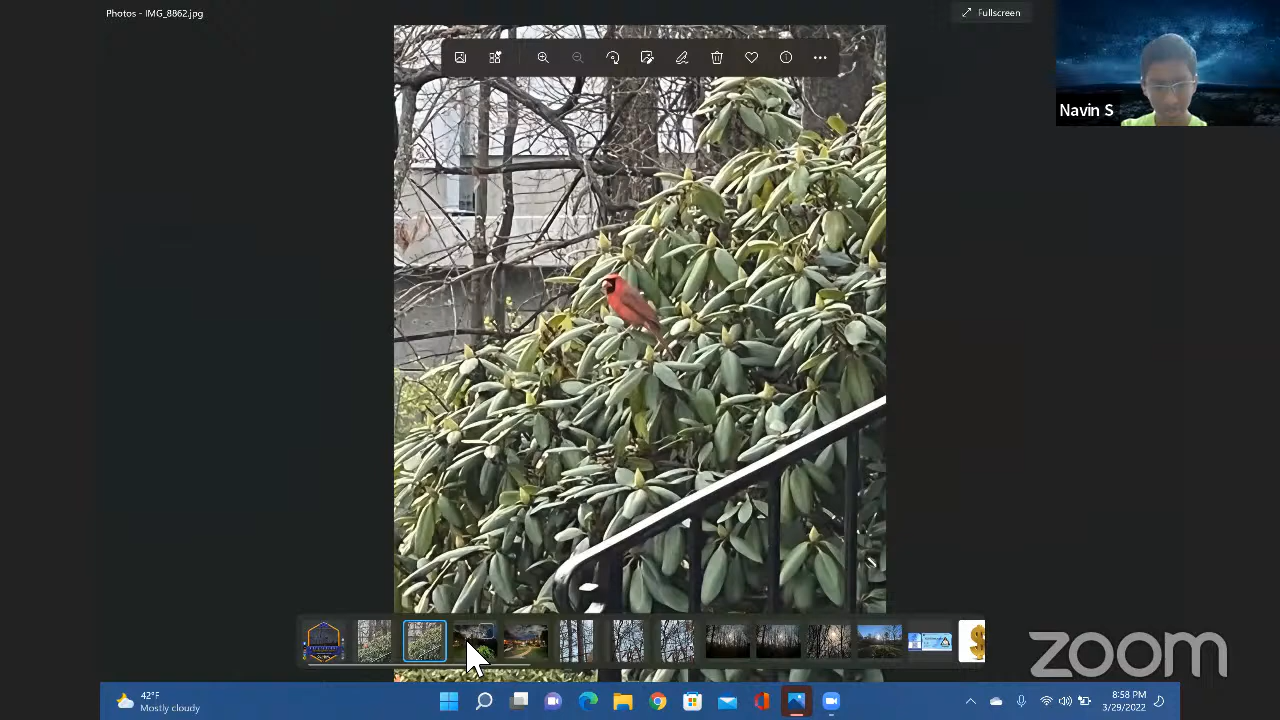 Photos - IMG_8862.jpg
Fullscreen
Navin S
zoom
42°F
Mostly cloudy
8:58 PM
3/29/2022